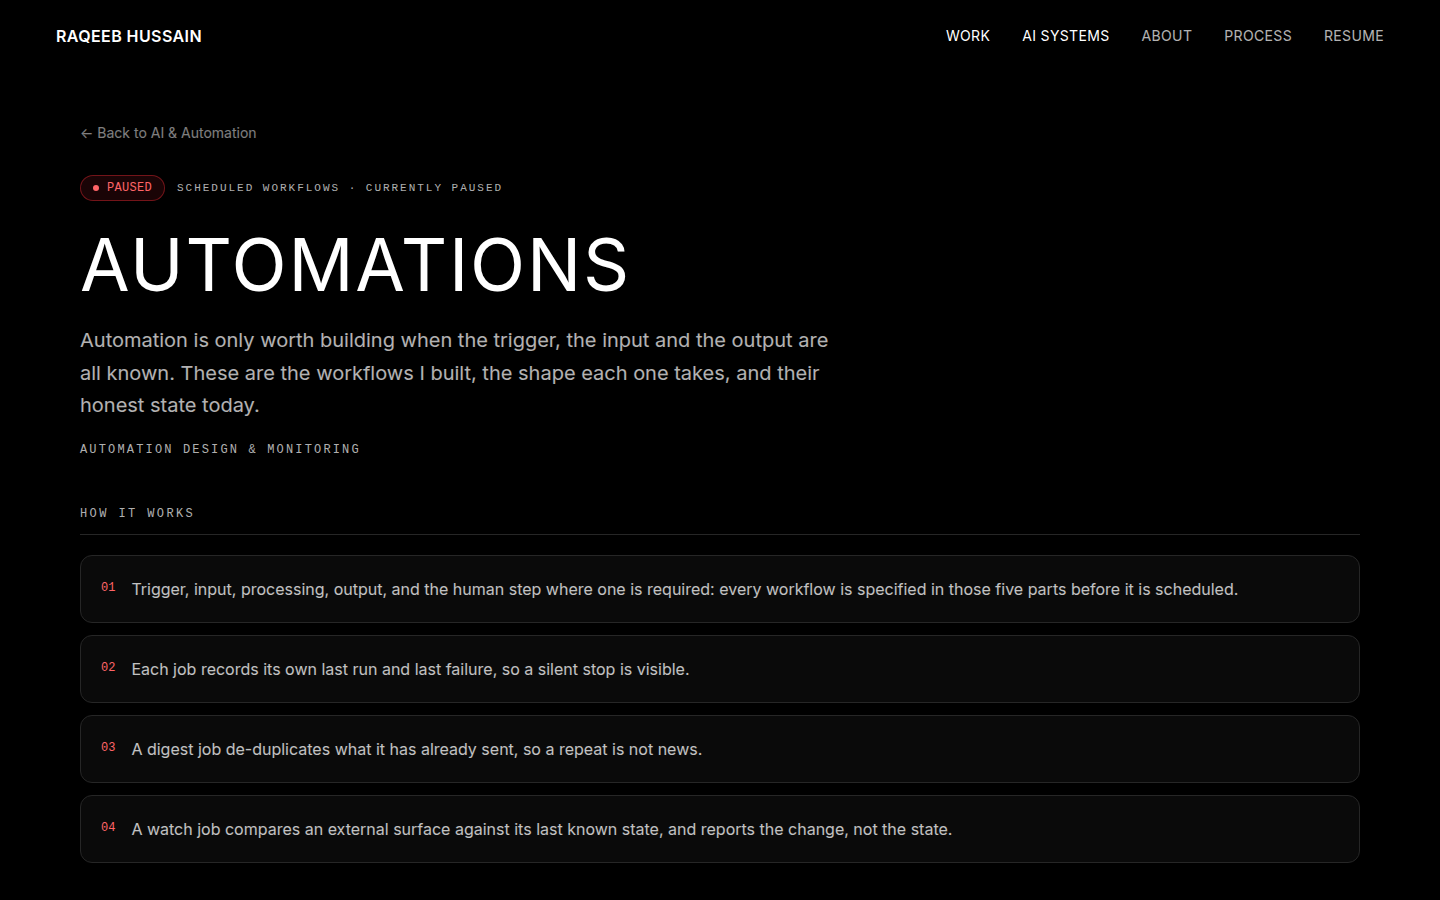 RAQEEB HUSSAIN
WORK AI SYSTEMS ABOUT PROCESS RESUME
← Back to AI & Automation
PAUSED SCHEDULED WORKFLOWS · CURRENTLY PAUSED
AUTOMATIONS
Automation is only worth building when the trigger, the input and the output are
all known. These are the workflows I built, the shape each one takes, and their
honest state today.
AUTOMATION DESIGN & MONITORING
HOW IT WORKS
01 Trigger, input, processing, output, and the human step where one is required: every workflow is specified in those five parts before it is scheduled.
02 Each job records its own last run and last failure, so a silent stop is visible.
03 A digest job de-duplicates what it has already sent, so a repeat is not news.
04 A watch job compares an external surface against its last known state, and reports the change, not the state.